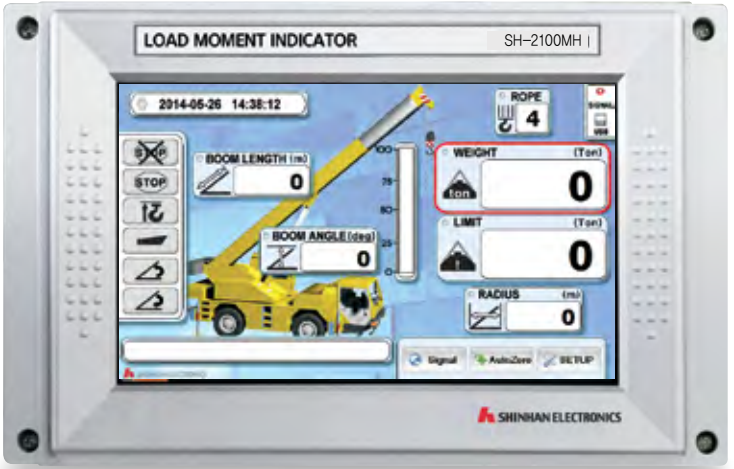 LOAD MOMENT INDICATOR
SH-2100MH
2014-05-26 14:38:12
ROPE
4
SIGNAL
USB
STOP
STOP
BOOM LENGTH (m)
0
BOOM ANGLE (deg)
0
100
75
50
25
0
WEIGHT (Ton)
ton
0
LIMIT (Ton)
0
RADIUS (m)
0
Signal
AutoZero
SETUP
SHINHAN ELECTRONICS
SHINHAN ELECTRONICS